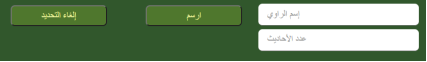 إسم الراوي
ارسم
إلغاء التحديد
عدد الأحاديث